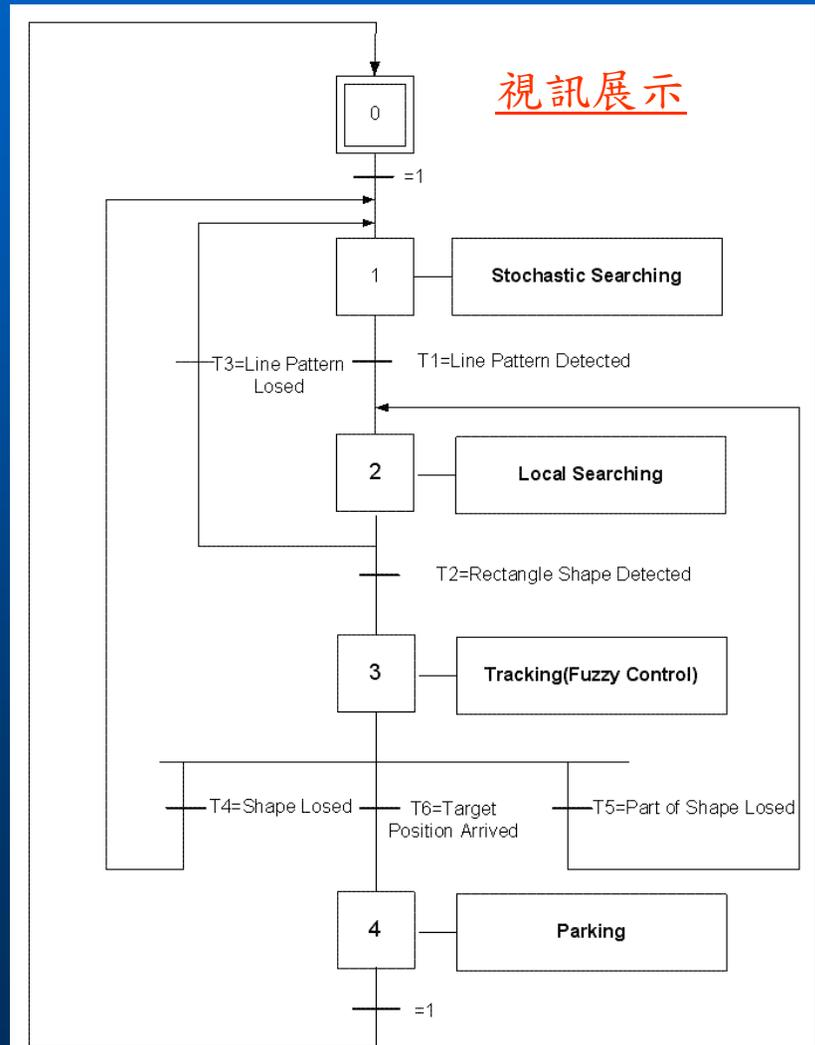 視訊展示
0
=1
1
Stochastic Searching
T3=Line Pattern
Losed
T1=Line Pattern Detected
2
Local Searching
T2=Rectangle Shape Detected
3
Tracking(Fuzzy Control)
T4=Shape Losed
T6=Target
Position Arrived
T5=Part of Shape Losed
4
Parking
=1